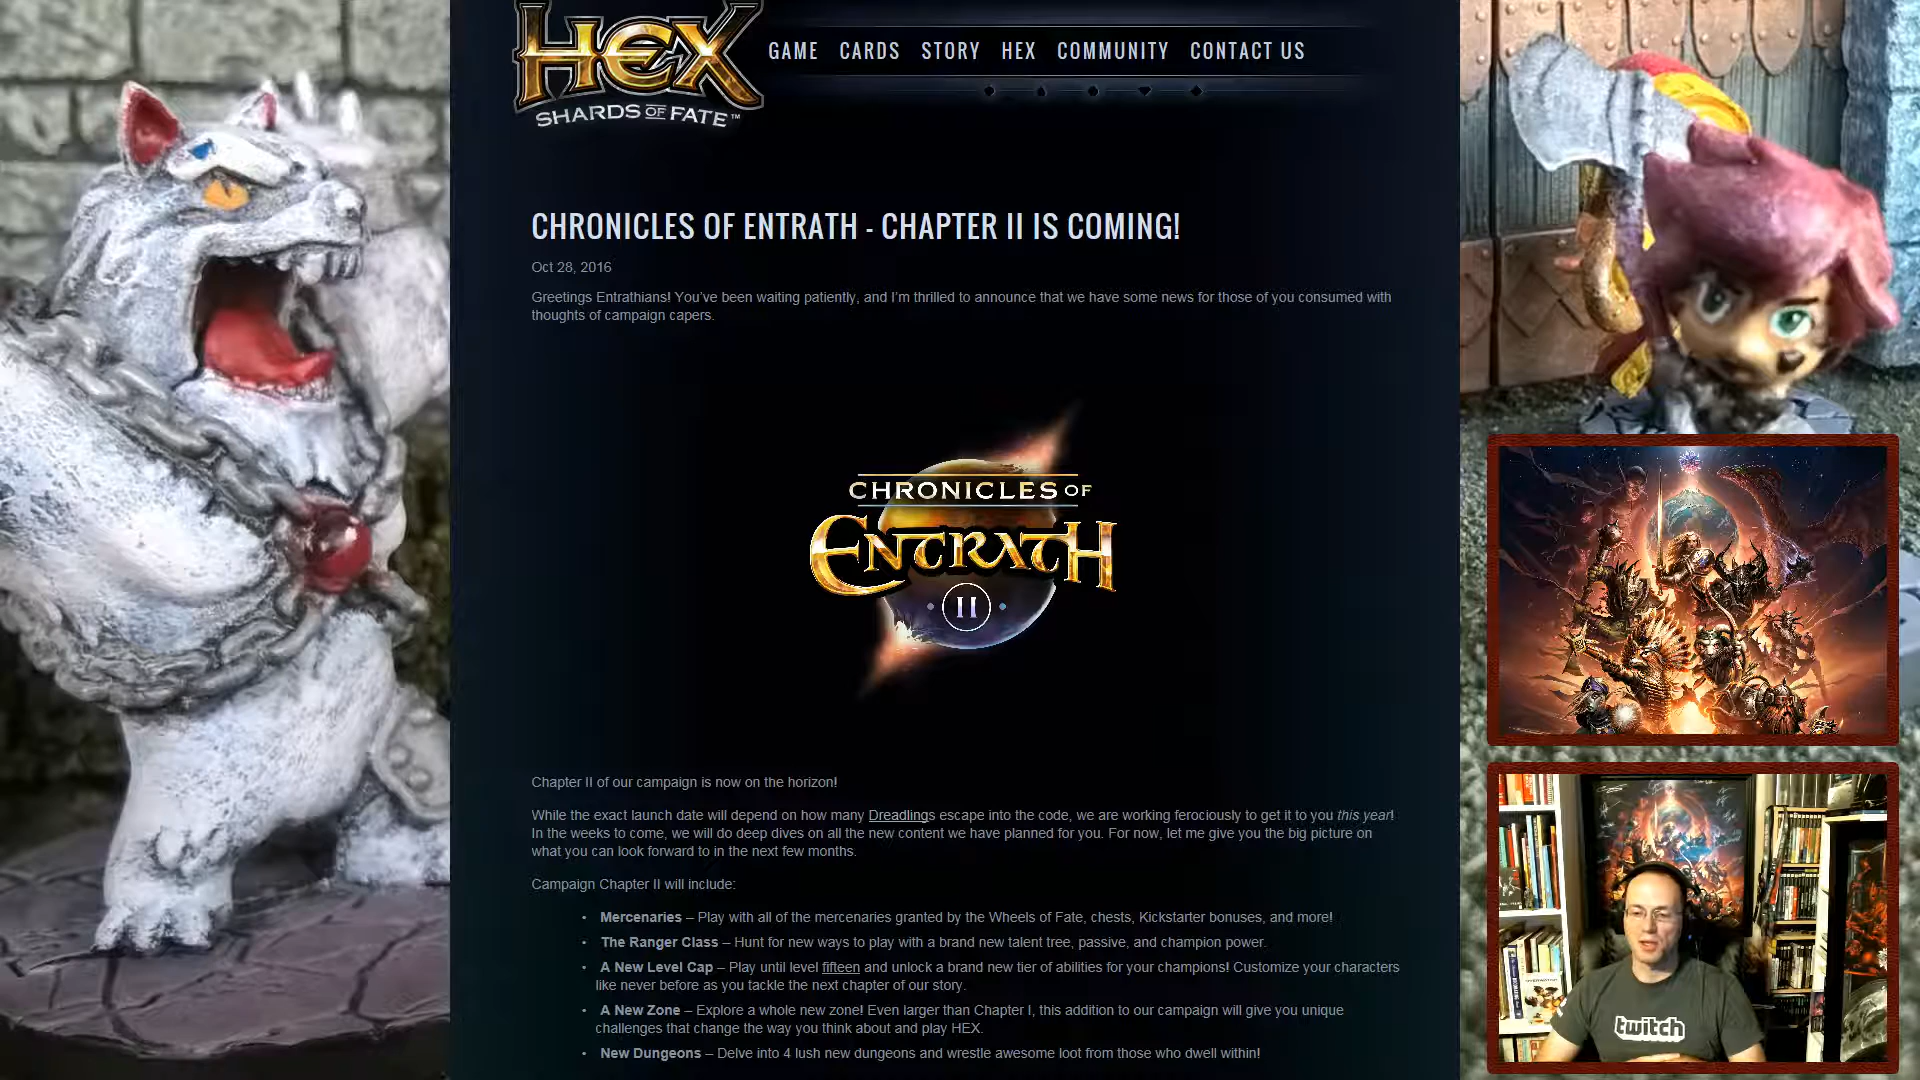 HEX
SHARDS OF FATE™
GAME CARDS STORY HEX COMMUNITY CONTACT US
CHRONICLES OF ENTRATH - CHAPTER II IS COMING!
Oct 28, 2016
Greetings Entrathians! You've been waiting patiently, and I'm thrilled to announce that we have some news for those of you consumed with
thoughts of campaign capers.
CHRONICLES OF
ENTRATH
II
Chapter II of our campaign is now on the horizon!
While the exact launch date will depend on how many Dreadlings escape into the code, we are working ferociously to get it to you this year!
In the weeks to come, we will do deep dives on all the new content we have planned for you. For now, let me give you the big picture on
what you can look forward to in the next few months.
Campaign Chapter II will include:
• Mercenaries – Play with all of the mercenaries granted by the Wheels of Fate, chests, Kickstarter bonuses, and more!
• The Ranger Class – Hunt for new ways to play with a brand new talent tree, passive, and champion power.
• A New Level Cap – Play until level fifteen and unlock a brand new tier of abilities for your champions! Customize your characters
like never before as you tackle the next chapter of our story.
• A New Zone – Explore a whole new zone! Even larger than Chapter I, this addition to our campaign will give you unique
challenges that change the way you think about and play HEX.
• New Dungeons – Delve into 4 lush new dungeons and wrestle awesome loot from those who dwell within!
twitch